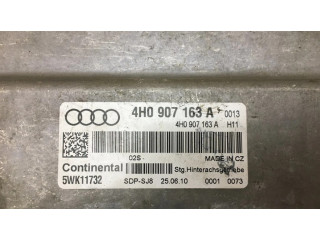 4H0 907 163 A 0013
4H0 907 163 A H11
02S MADE IN CZ
Continental Stg.Hinterachsgetriebe
5WK11732 SDP-SJ8 25.06.10 0001 0073